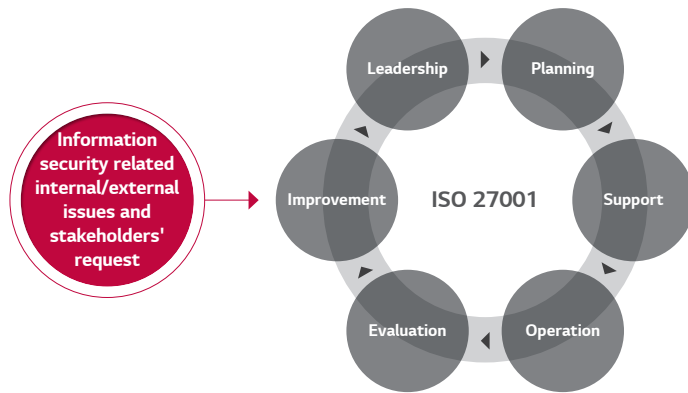 Information
security related
internal/external
issues and
stakeholders'
request
Leadership
Planning
Improvement
ISO 27001
Support
Evaluation
Operation